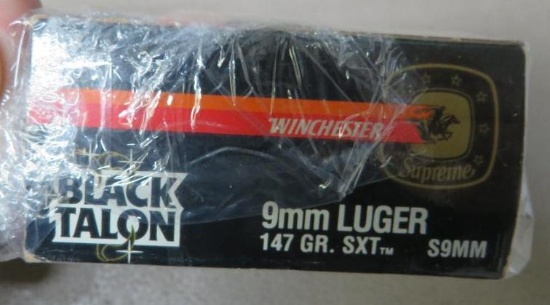 WINCHESTER
Supreme
BLACK
TALON
9mm LUGER
147 GR. SXT™ S9MM